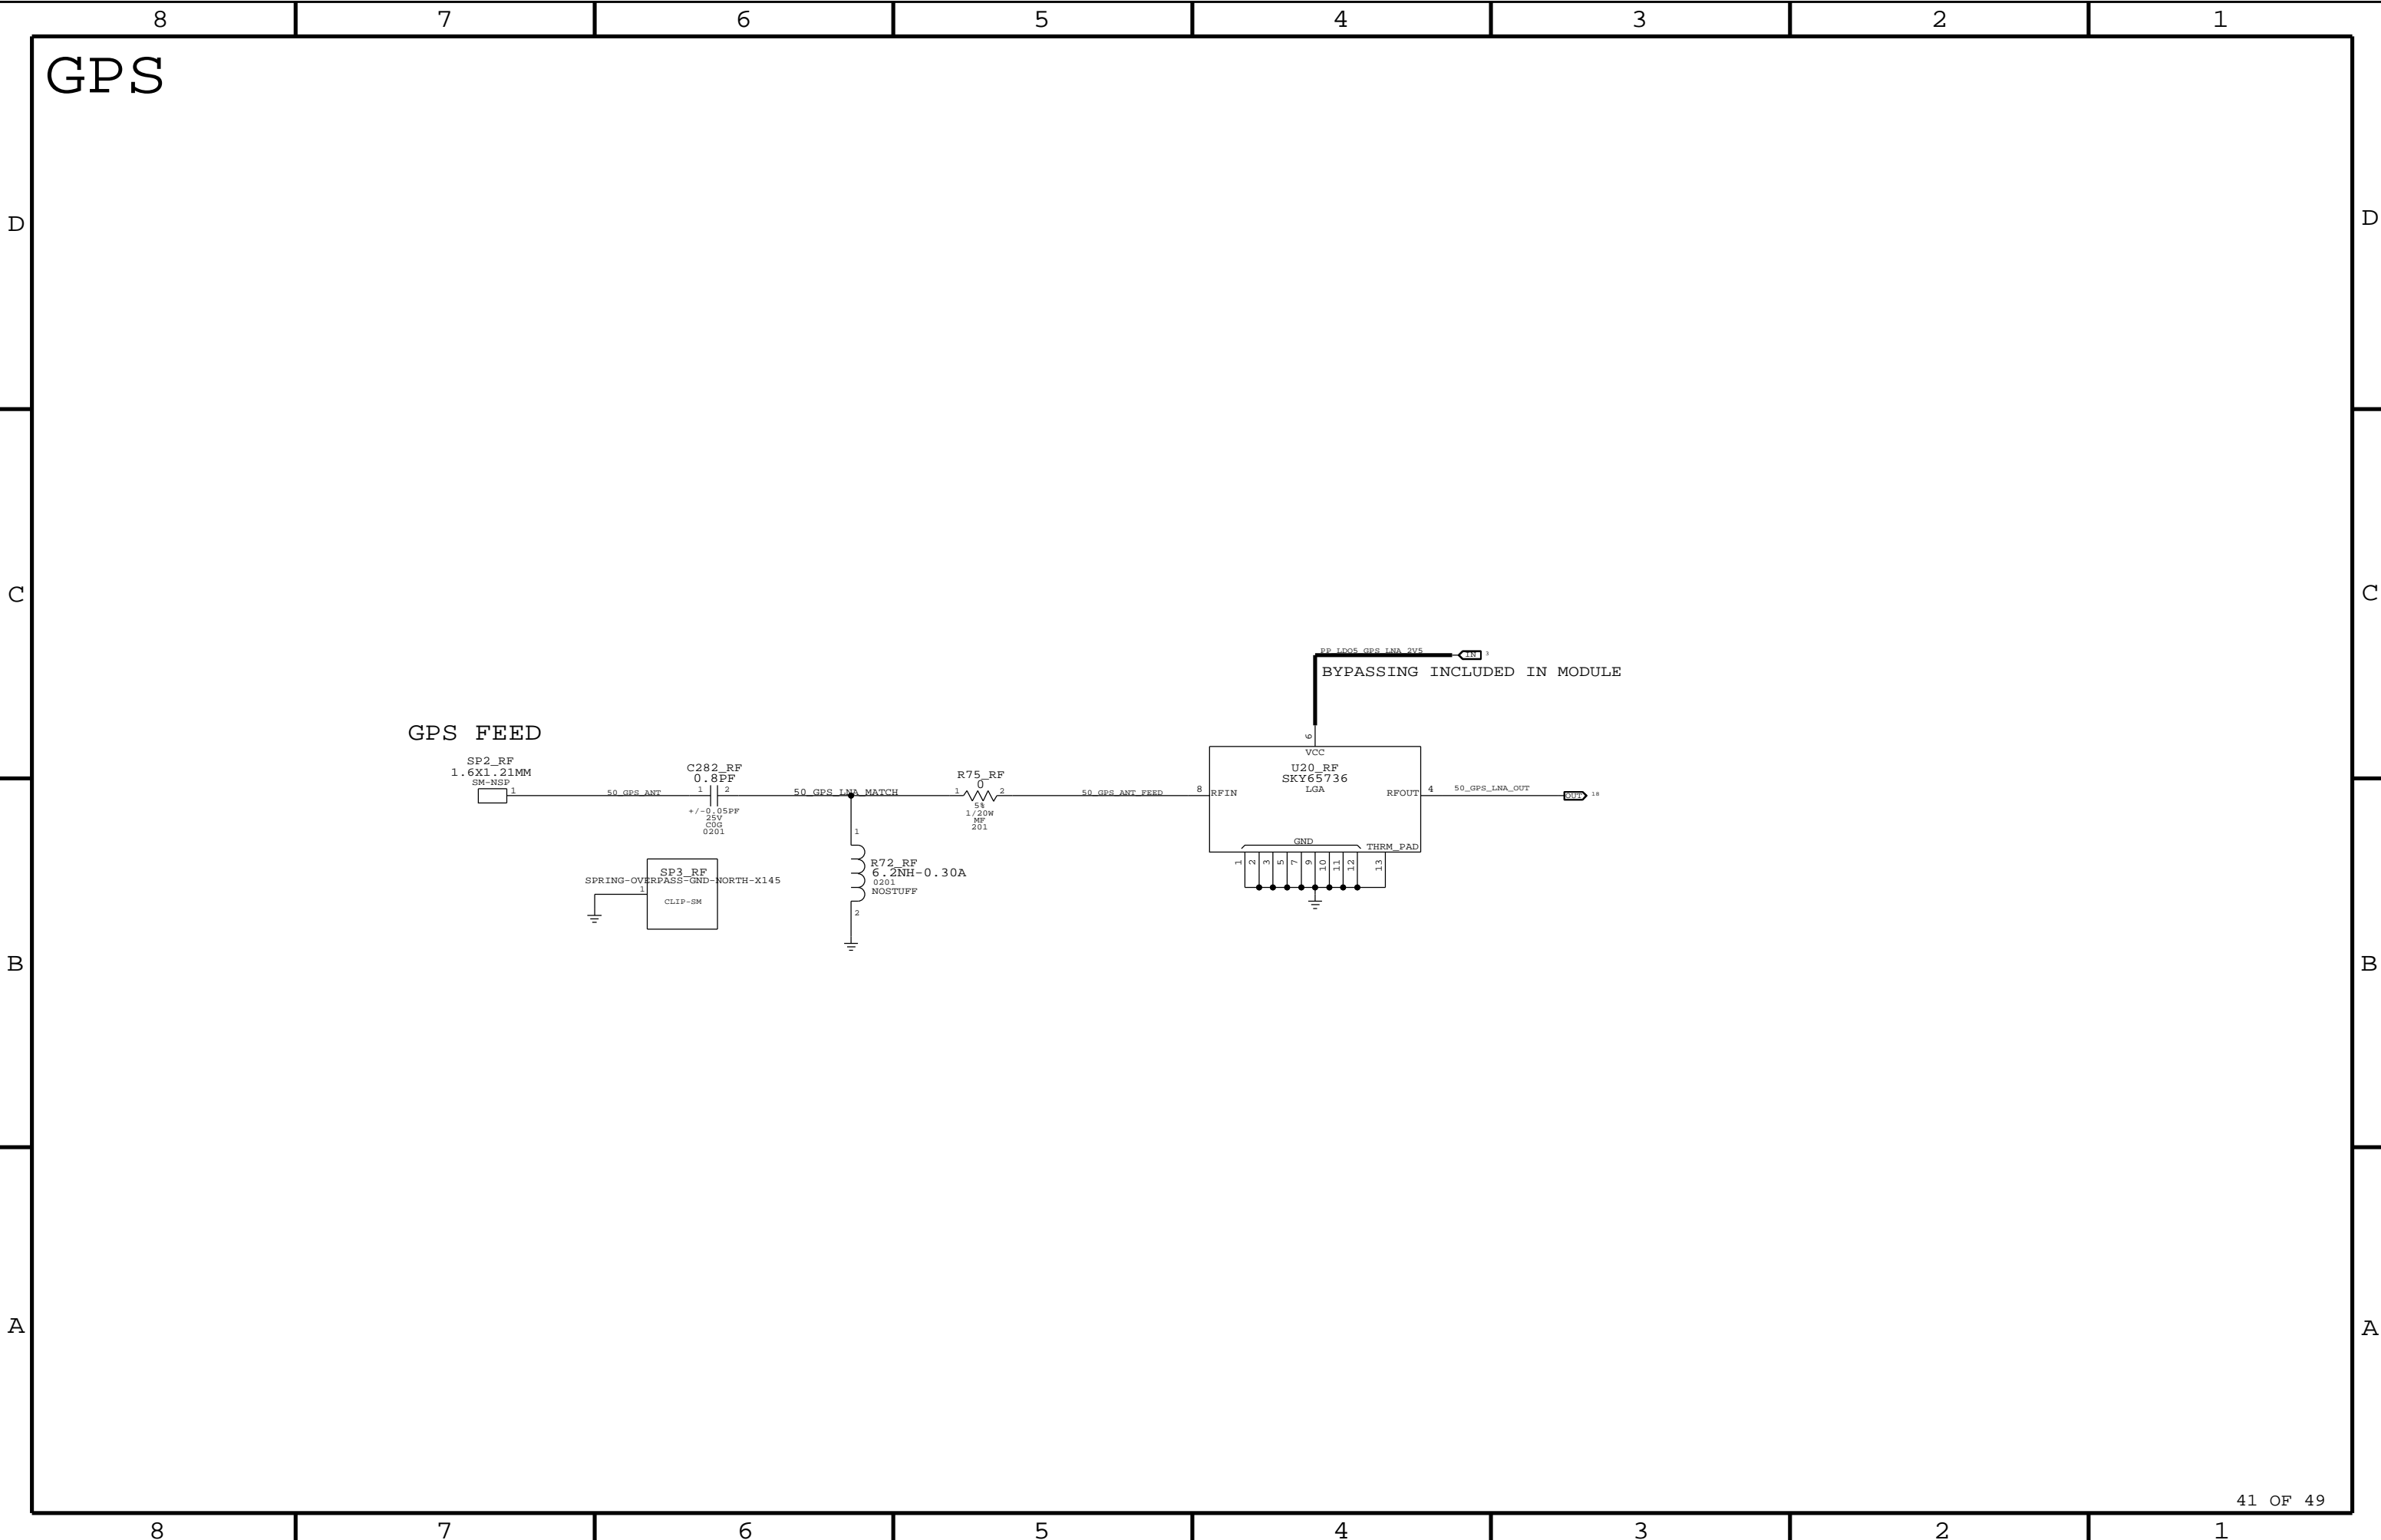 8 7 6 5 4 3 2 1
GPS
D D
C C
PP_LDO5_GPS_LNA_2V5 IN 3
BYPASSING INCLUDED IN MODULE
GPS FEED
6
VCC
SP2_RF
1.6X1.21MM
SM-NSP
1
50_GPS_ANT
C282_RF
0.8PF
1 2
+/-0.05PF
25V
C0G
0201
50_GPS_LNA_MATCH
R75_RF
0
1 2
5%
1/20W
MF
201
50_GPS_ANT_FEED
8 RFIN
U20_RF
SKY65736
LGA
RFOUT 4
50_GPS_LNA_OUT
OUT 18
GND
THRM_PAD
1 2 3 5 7 9 10 11 12 13
1
R72_RF
6.2NH-0.30A
0201
NOSTUFF
2
SP3_RF
SPRING-OVERPASS-GND-NORTH-X145
1
CLIP-SM
B B
A A
41 OF 49
8 7 6 5 4 3 2 1